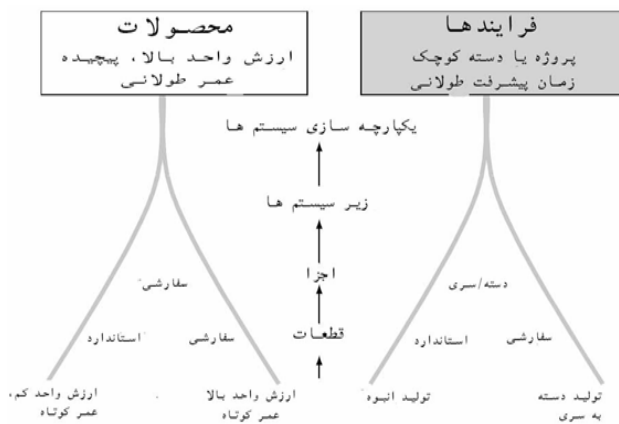 فرایندها
پروژه یا دسته کوچک
زمان پیشرفت طولانی
محصولات
ارزش واحد بالا، پیچیده
عمر طولانی
یکپارچه سازی سیستم ها
زیر سیستم ها
اجزا
قطعات
دسته/سری
سفارشی
استاندارد
تولید دسته
به سری
تولید انبوه
سفارشی
سفارشی
استاندارد
ارزش واحد بالا
عمر کوتاه
ارزش واحد کم،
عمر کوتاه